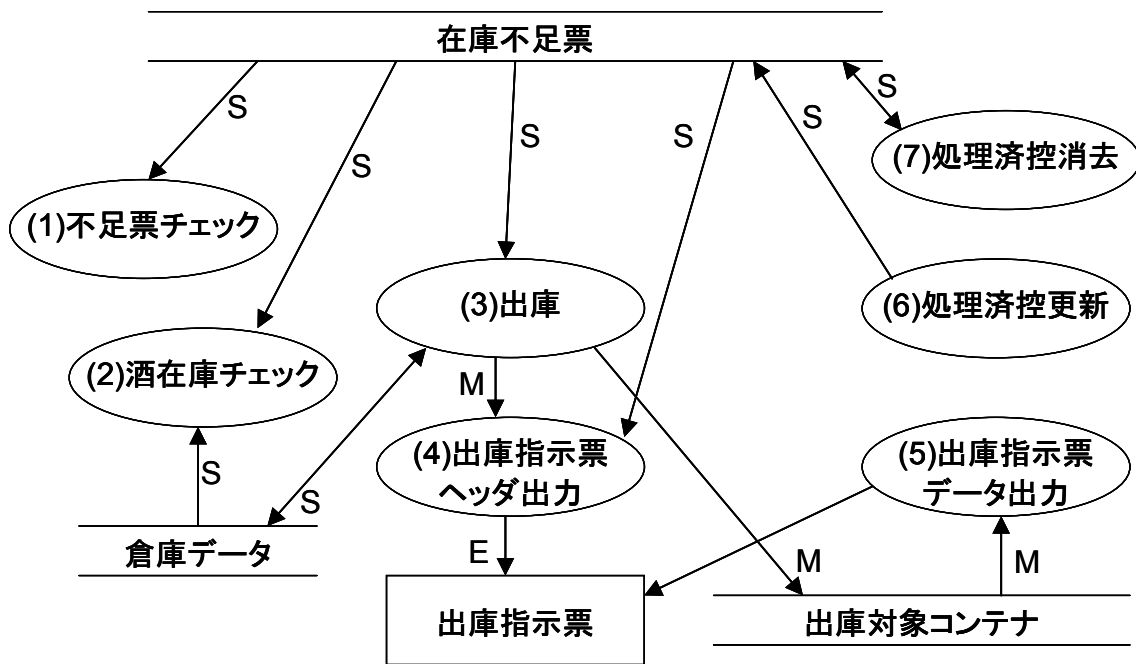 在庫不足票
S
S
S
S
S
S
(7)処理済控消去
(1)不足票チェック
(3)出庫
(6)処理済控更新
(2)酒在庫チェック
M
(4)出庫指示票
ヘッダ出力
(5)出庫指示票
データ出力
S
S
倉庫データ
E
M
M
出庫指示票
出庫対象コンテナ